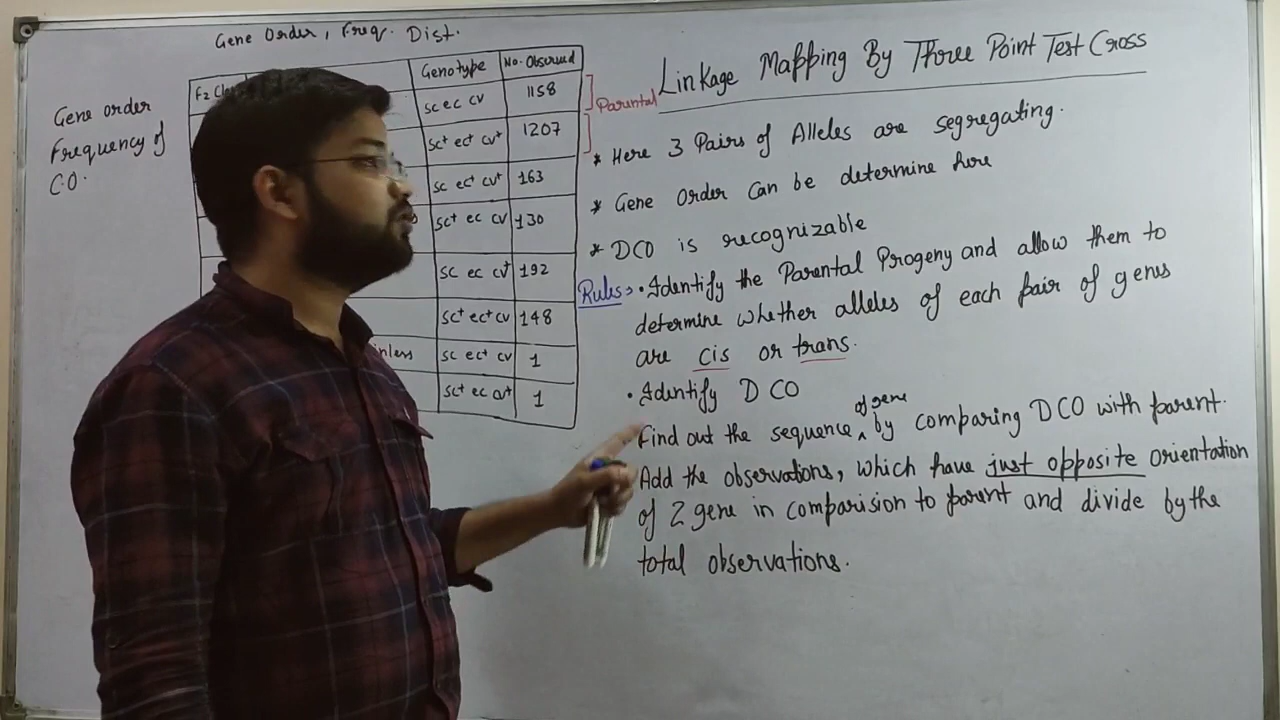 Gene Order, Freq. Dist.
Gene order
Frequency of
C.O.
F2
Genotype No. Observed
sc ec cv 1158
sc+ ec+ cv+ 1207
Parental
sc ec+ cv+ 163
sc+ ec cv 130
sc ec cv+ 192
sc+ ec+ cv 148
inless sc ec+ cv 1
sc+ ec cv+ 1
Linkage Mapping By Three Point Test Cross
* Here 3 Pairs of Alleles are segregating.
* Gene Order Can be determine here
* DCO is recognizable
Rules:- • Identify the Parental Progeny and allow them to
determine whether alleles of each pair of genes
are cis or trans.
• Identify D CO
Find out the sequence of gene by comparing DCO with parent.
Add the observations, which have just opposite orientation
of 2 gene in comparision to parent and divide by the
total observations.